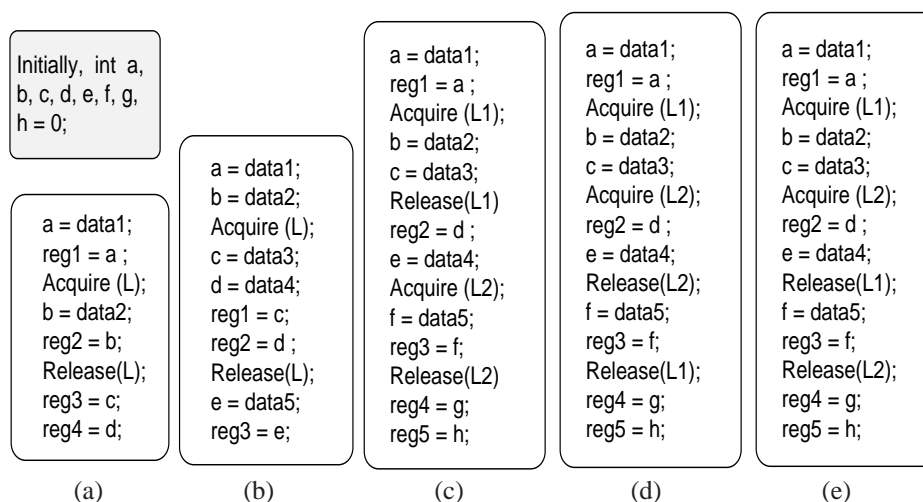 Initially, int a,
b, c, d, e, f, g,
h = 0;
a = data1;
reg1 = a ;
Acquire (L);
b = data2;
reg2 = b;
Release(L);
reg3 = c;
reg4 = d;
(a)
a = data1;
b = data2;
Acquire (L);
c = data3;
d = data4;
reg1 = c;
reg2 = d ;
Release(L);
e = data5;
reg3 = e;
(b)
a = data1;
reg1 = a ;
Acquire (L1);
b = data2;
c = data3;
Release(L1)
reg2 = d ;
e = data4;
Acquire (L2);
f = data5;
reg3 = f;
Release(L2)
reg4 = g;
reg5 = h;
(c)
a = data1;
reg1 = a ;
Acquire (L1);
b = data2;
c = data3;
Acquire (L2);
reg2 = d ;
e = data4;
Release(L2);
f = data5;
reg3 = f;
Release(L1);
reg4 = g;
reg5 = h;
(d)
a = data1;
reg1 = a ;
Acquire (L1);
b = data2;
c = data3;
Acquire (L2);
reg2 = d ;
e = data4;
Release(L1);
f = data5;
reg3 = f;
Release(L2);
reg4 = g;
reg5 = h;
(e)